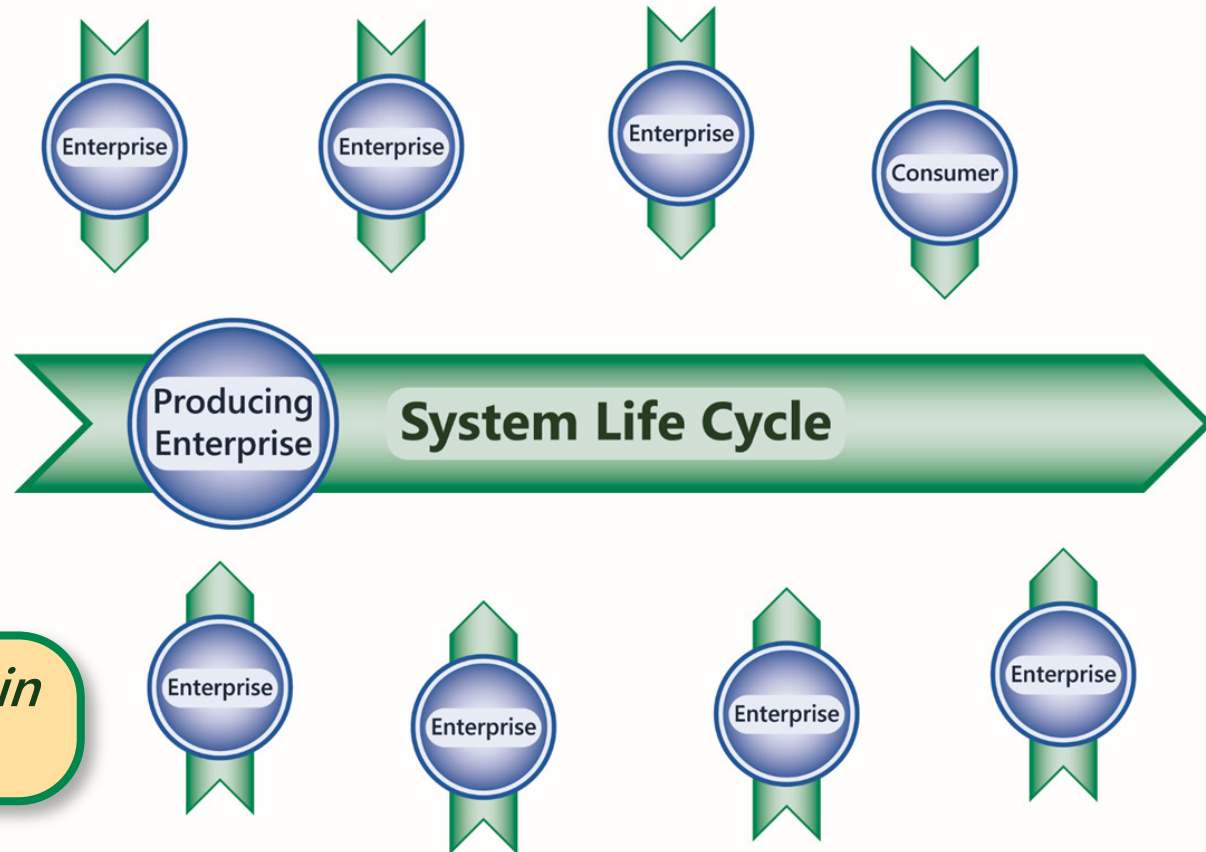 Enterprise
Enterprise
Enterprise
Consumer
Producing
Enterprise
System Life Cycle
Enterprise
Enterprise
Enterprise
Enterprise
in